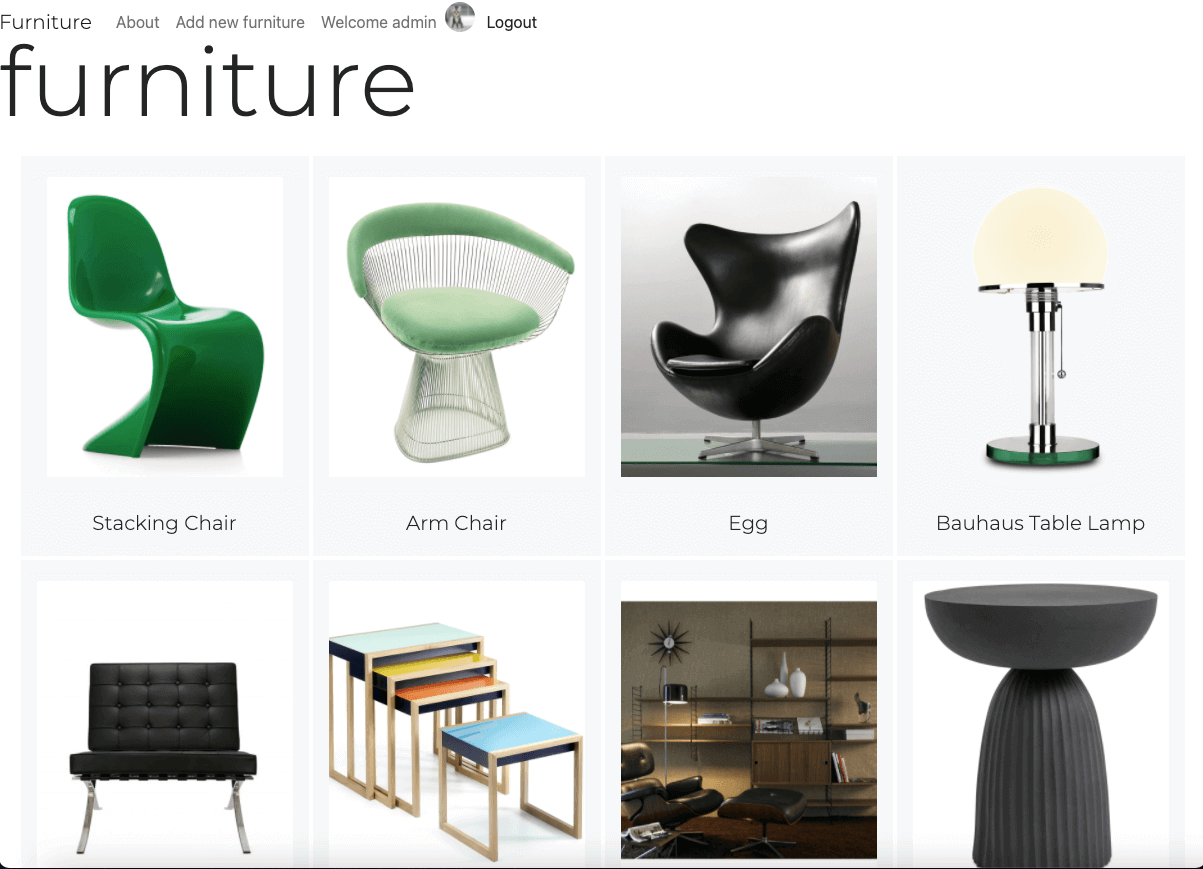 Furniture About Add new furniture Welcome admin Logout
furniture
Stacking Chair
Arm Chair
Egg
Bauhaus Table Lamp